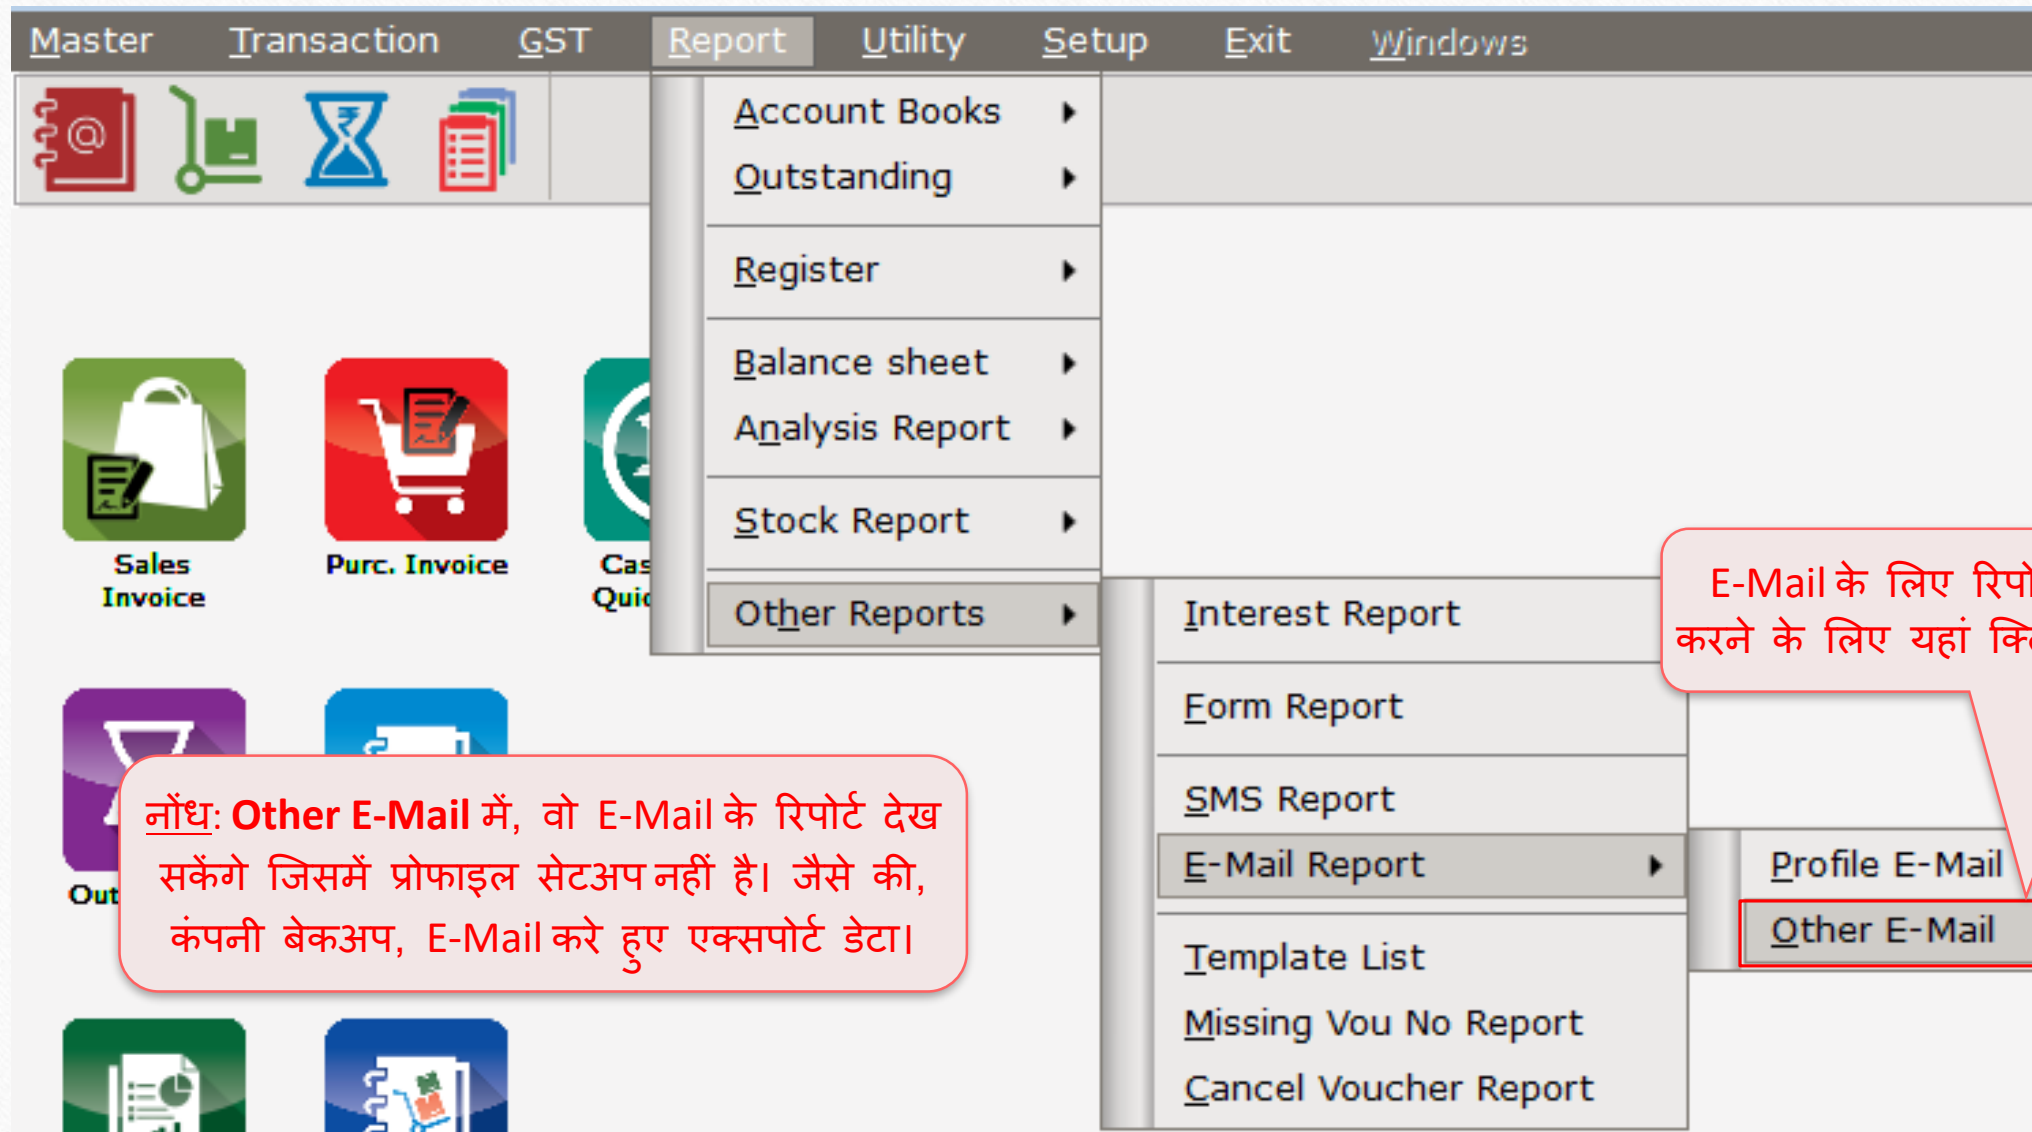 Master Transaction GST Report Utility Setup Exit Windows
Account Books
Outstanding
Register
Balance sheet
Analysis Report
Stock Report
Other Reports
Sales
Invoice
Purc. Invoice
Interest Report
Form Report
SMS Report
E-Mail Report
Template List
Missing Vou No Report
Cancel Voucher Report
Profile E-Mail
Other E-Mail
E-Mail के लिए
करने के लिए यहां
नोंध: Other E-Mail में, वो E-Mail के रिपोर्ट देख
सकेंगे जिसमें प्रोफाइल सेटअप नहीं है। जैसे की,
कंपनी बेकअप, E-Mail करे हुए एक्सपोर्ट डेटा।